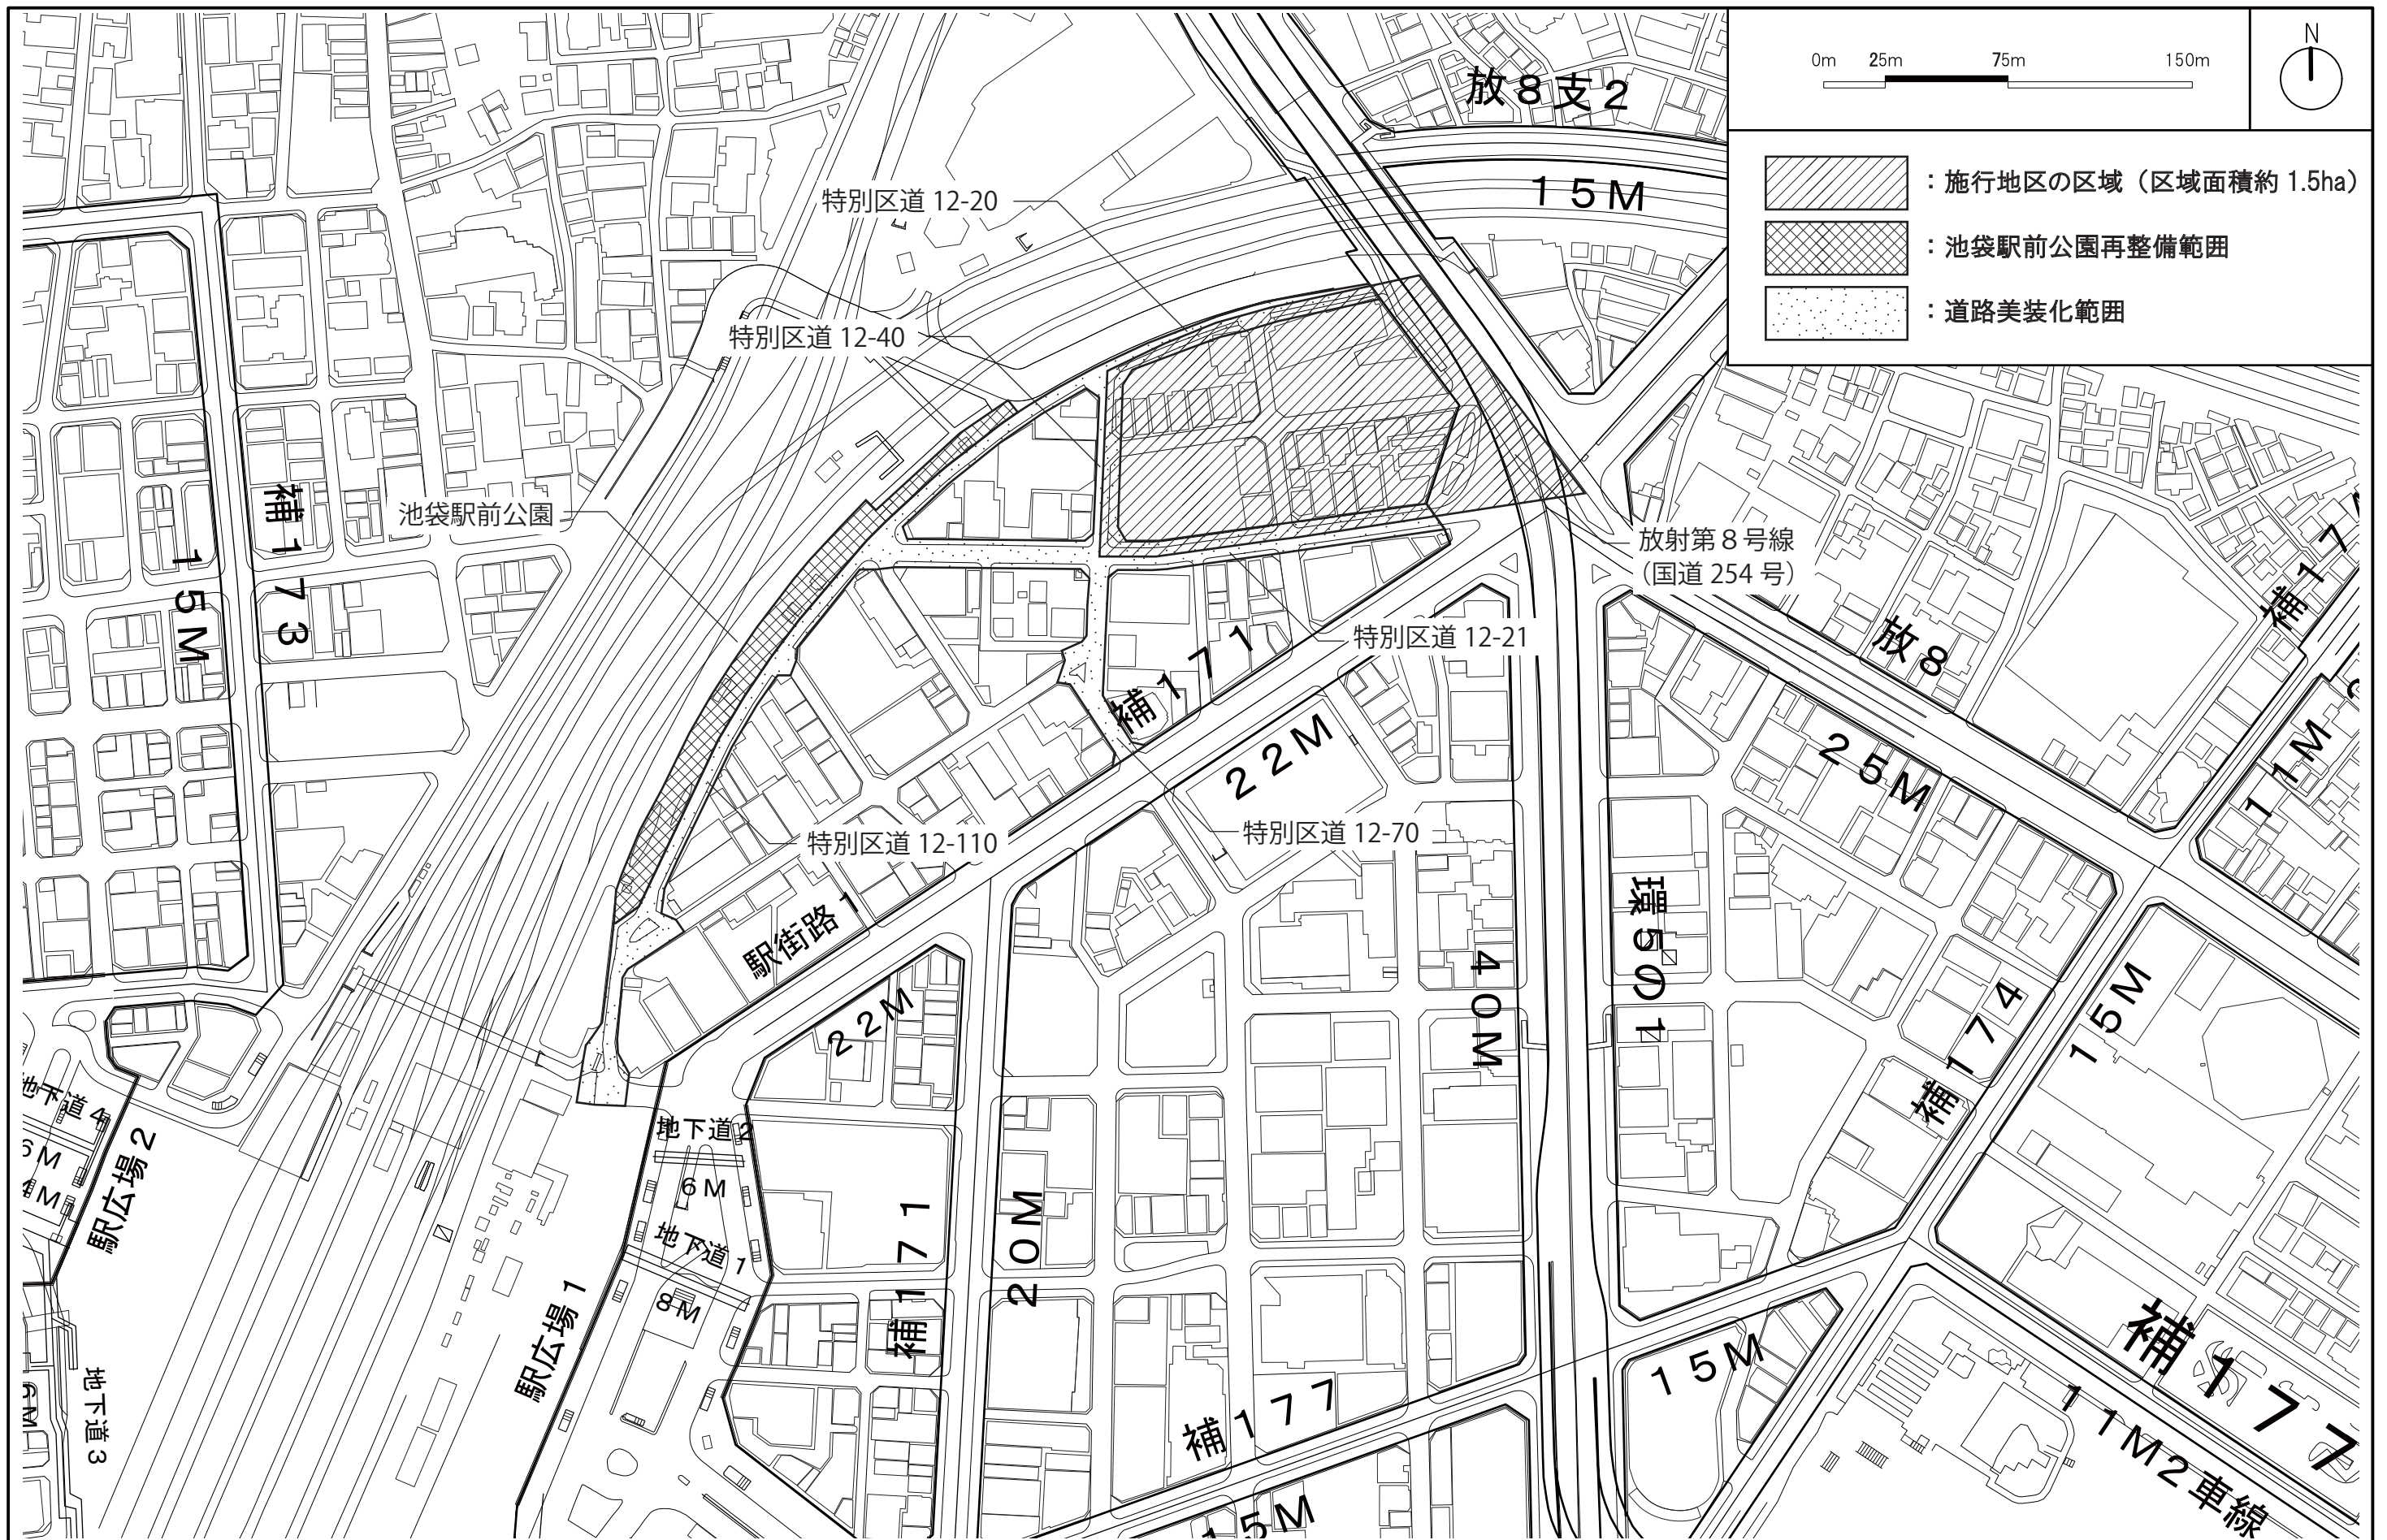 0m 25m 75m 150m
N
：施行地区の区域（区域面積約 1.5ha）
：池袋駅前公園再整備範囲
：道路美装化範囲
放８支２
１５Ｍ
特別区道 12-20
特別区道 12-40
池袋駅前公園
補１７３
１５Ｍ
放射第８号線
（国道 254 号）
特別区道 12-21
補１７１
２２Ｍ
放８
２５Ｍ
補１７
１１Ｍ
特別区道 12-70
特別区道 12-110
駅街路１
２２Ｍ
４０Ｍ
環５の１
補１７４
１５Ｍ
地下道４
６Ｍ
駅広場２
地下道２
６Ｍ
地下道１
８Ｍ
駅広場１
補１７１
２０Ｍ
地下道３
６Ｍ
補１７７
１５Ｍ
１５Ｍ
補１７７
１１Ｍ２車線